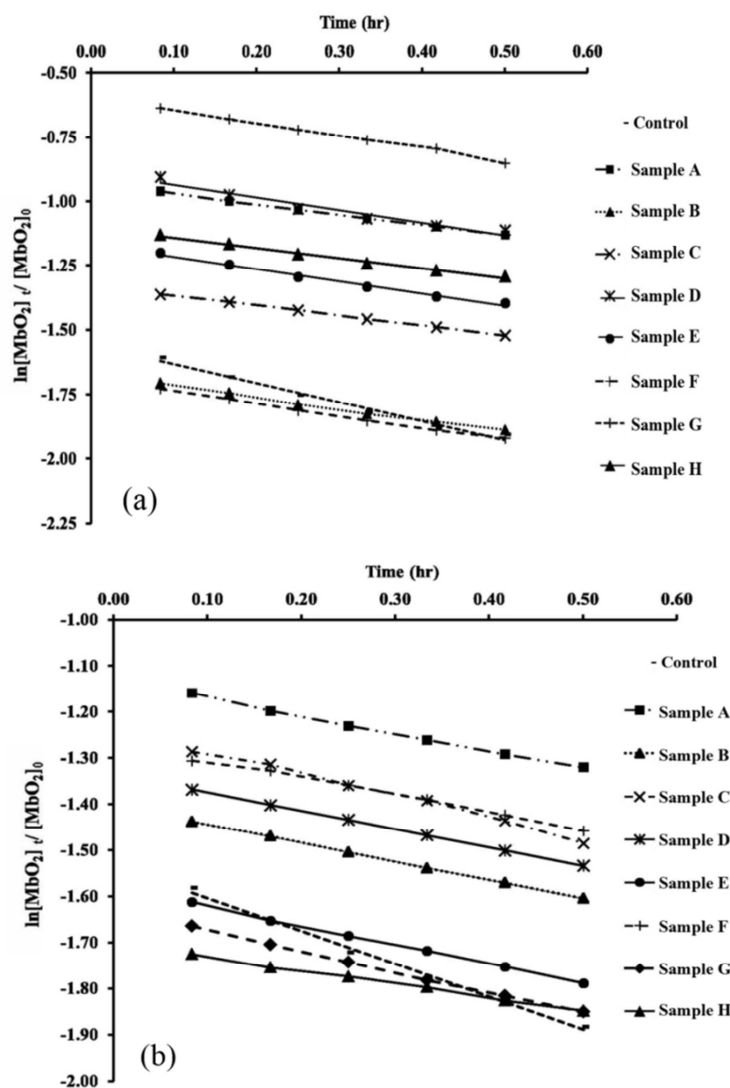 Time (hr)
0.00 0.10 0.20 0.30 0.40 0.50 0.60
-0.50
-0.75
-1.00
-1.25
-1.50
-1.75
-2.00
-2.25
ln[MbO₂] t/ [MbO₂]0
- Control
Sample A
Sample B
Sample C
Sample D
Sample E
Sample F
Sample G
Sample H
(a)
Time (hr)
0.00 0.10 0.20 0.30 0.40 0.50 0.60
-1.00
-1.10
-1.20
-1.30
-1.40
-1.50
-1.60
-1.70
-1.80
-1.90
-2.00
ln[MbO₂] t/ [MbO₂]0
- Control
Sample A
Sample B
Sample C
Sample D
Sample E
Sample F
Sample G
Sample H
(b)